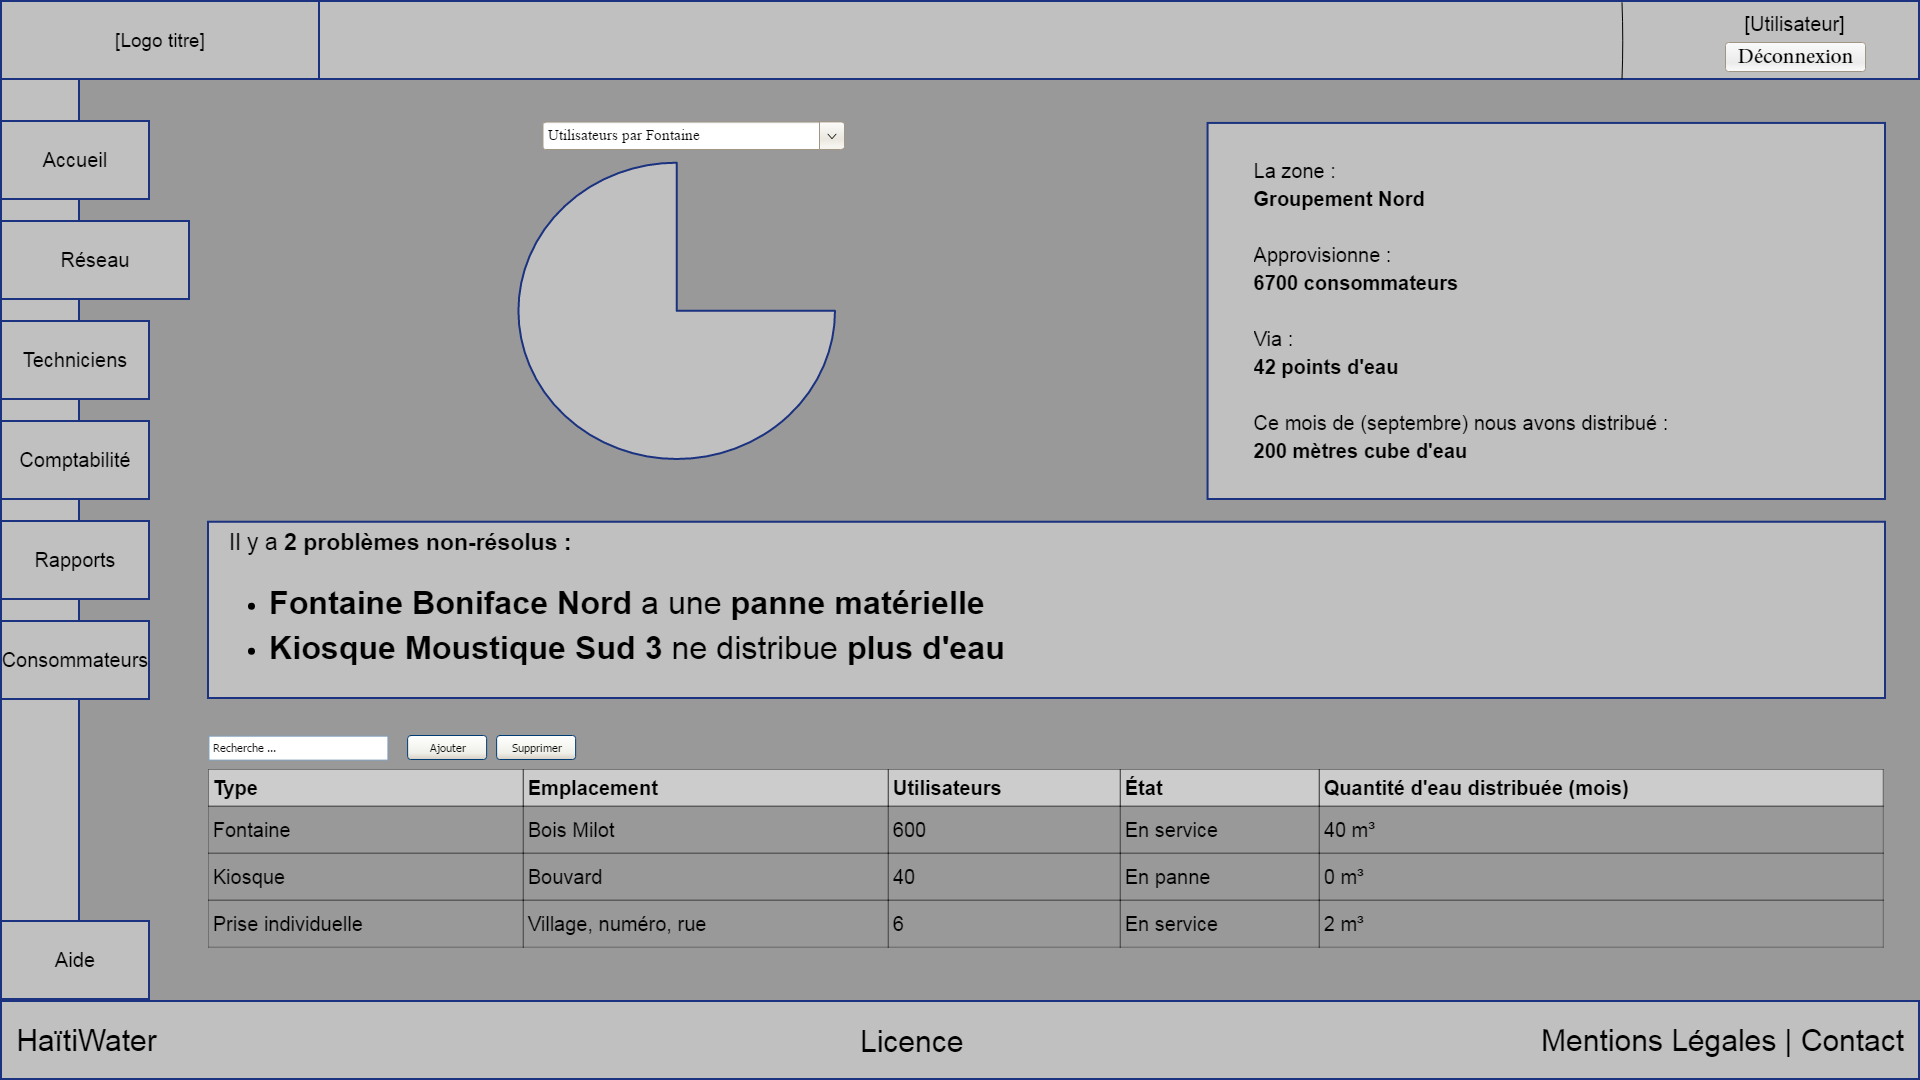 [Logo titre]
[Utilisateur]
Déconnexion
Accueil
Réseau
Techniciens
Comptabilité
Rapports
Consommateurs
Aide
Utilisateurs par Fontaine
La zone :
Groupement Nord
Approvisionne :
6700 consommateurs
Via :
42 points d'eau
Ce mois de (septembre) nous avons distribué :
200 mètres cube d'eau
Il y a 2 problèmes non-résolus :
• Fontaine Boniface Nord a une panne matérielle
• Kiosque Moustique Sud 3 ne distribue plus d'eau
Recherche ... Ajouter Supprimer
Type Emplacement Utilisateurs État Quantité d'eau distribuée (mois)
Fontaine Bois Milot 600 En service 40 m³
Kiosque Bouvard 40 En panne 0 m³
Prise individuelle Village, numéro, rue 6 En service 2 m³
HaïtiWater Licence Mentions Légales | Contact